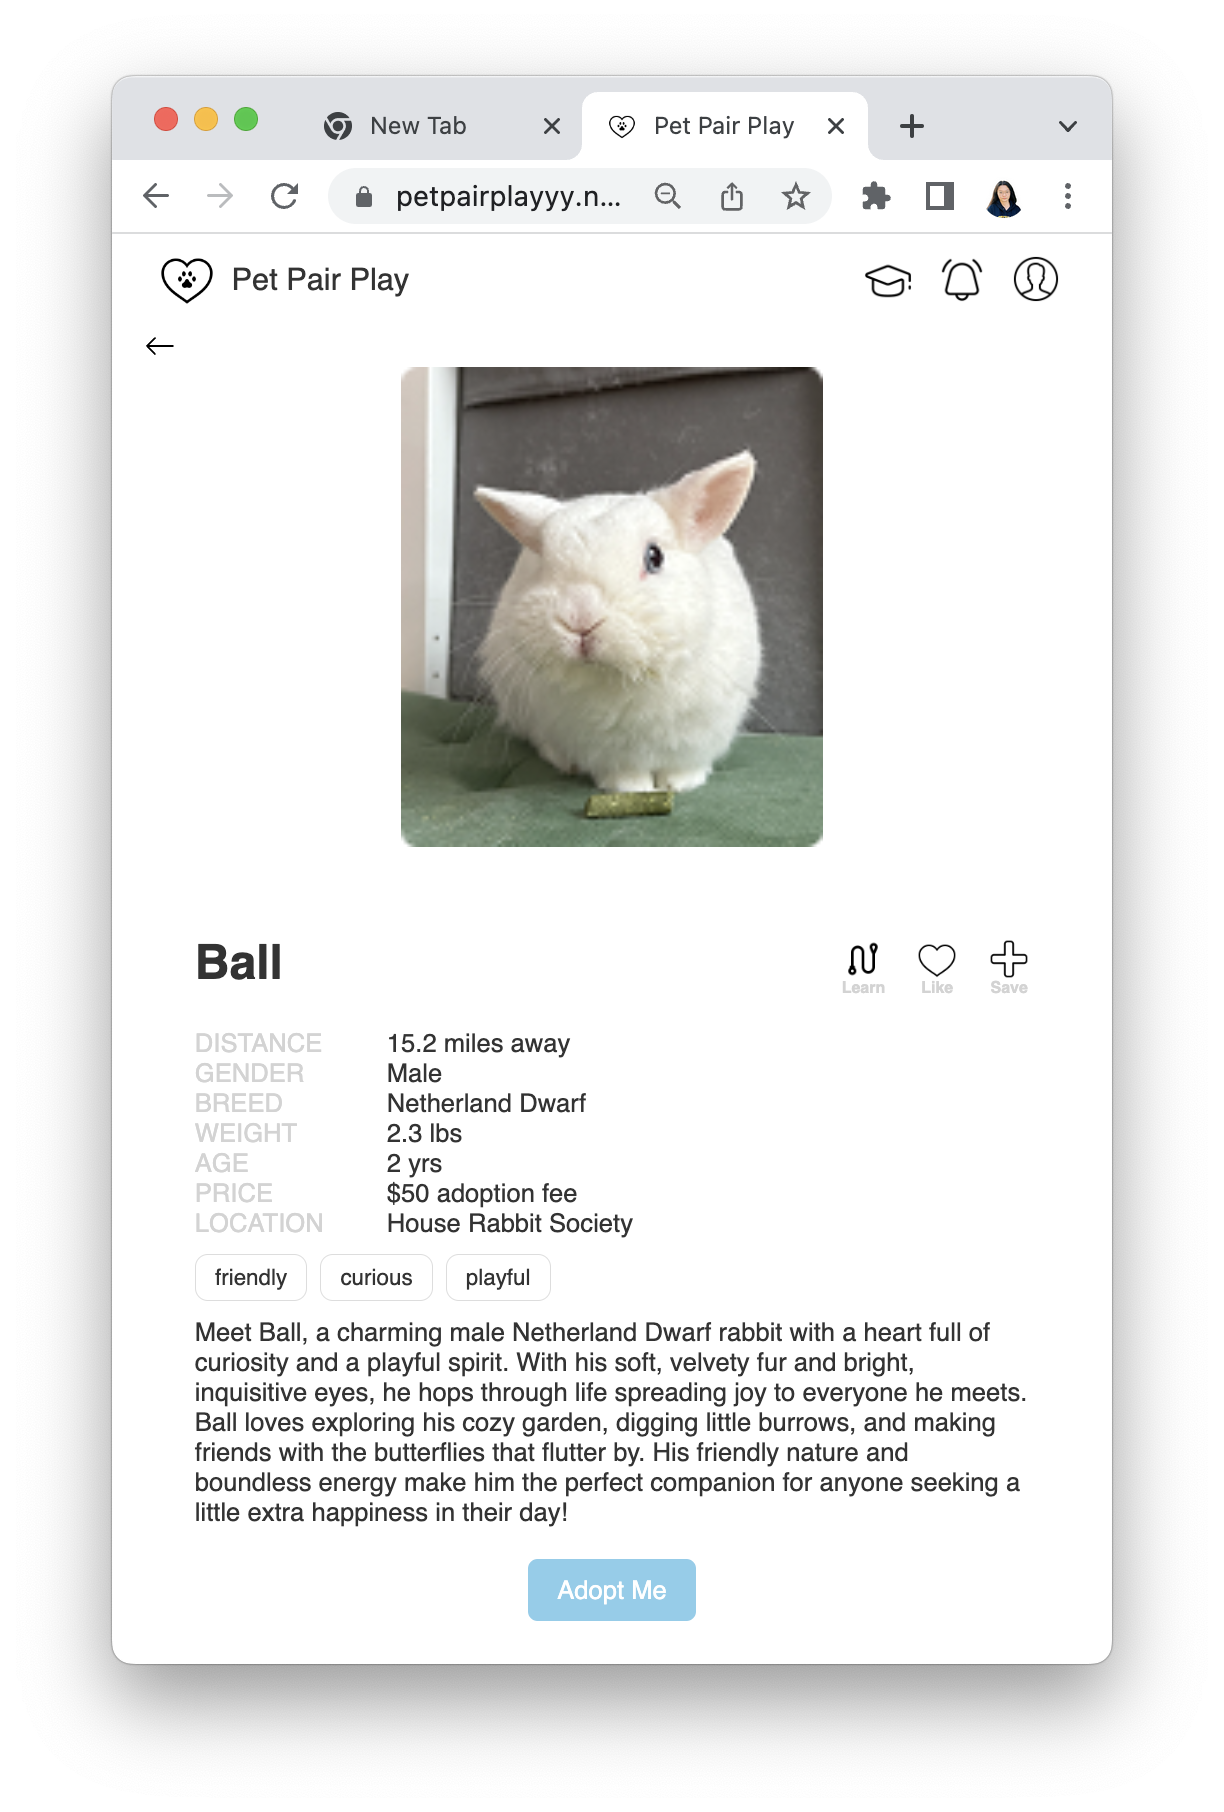 New Tab
Pet Pair Play
petpairplayyy.n...
Pet Pair Play
Ball
Learn
Like
Save
DISTANCE 15.2 miles away
GENDER Male
BREED Netherland Dwarf
WEIGHT 2.3 lbs
AGE 2 yrs
PRICE $50 adoption fee
LOCATION House Rabbit Society
friendly curious playful
Meet Ball, a charming male Netherland Dwarf rabbit with a heart full of
curiosity and a playful spirit. With his soft, velvety fur and bright,
inquisitive eyes, he hops through life spreading joy to everyone he meets.
Ball loves exploring his cozy garden, digging little burrows, and making
friends with the butterflies that flutter by. His friendly nature and
boundless energy make him the perfect companion for anyone seeking a
little extra happiness in their day!
Adopt Me